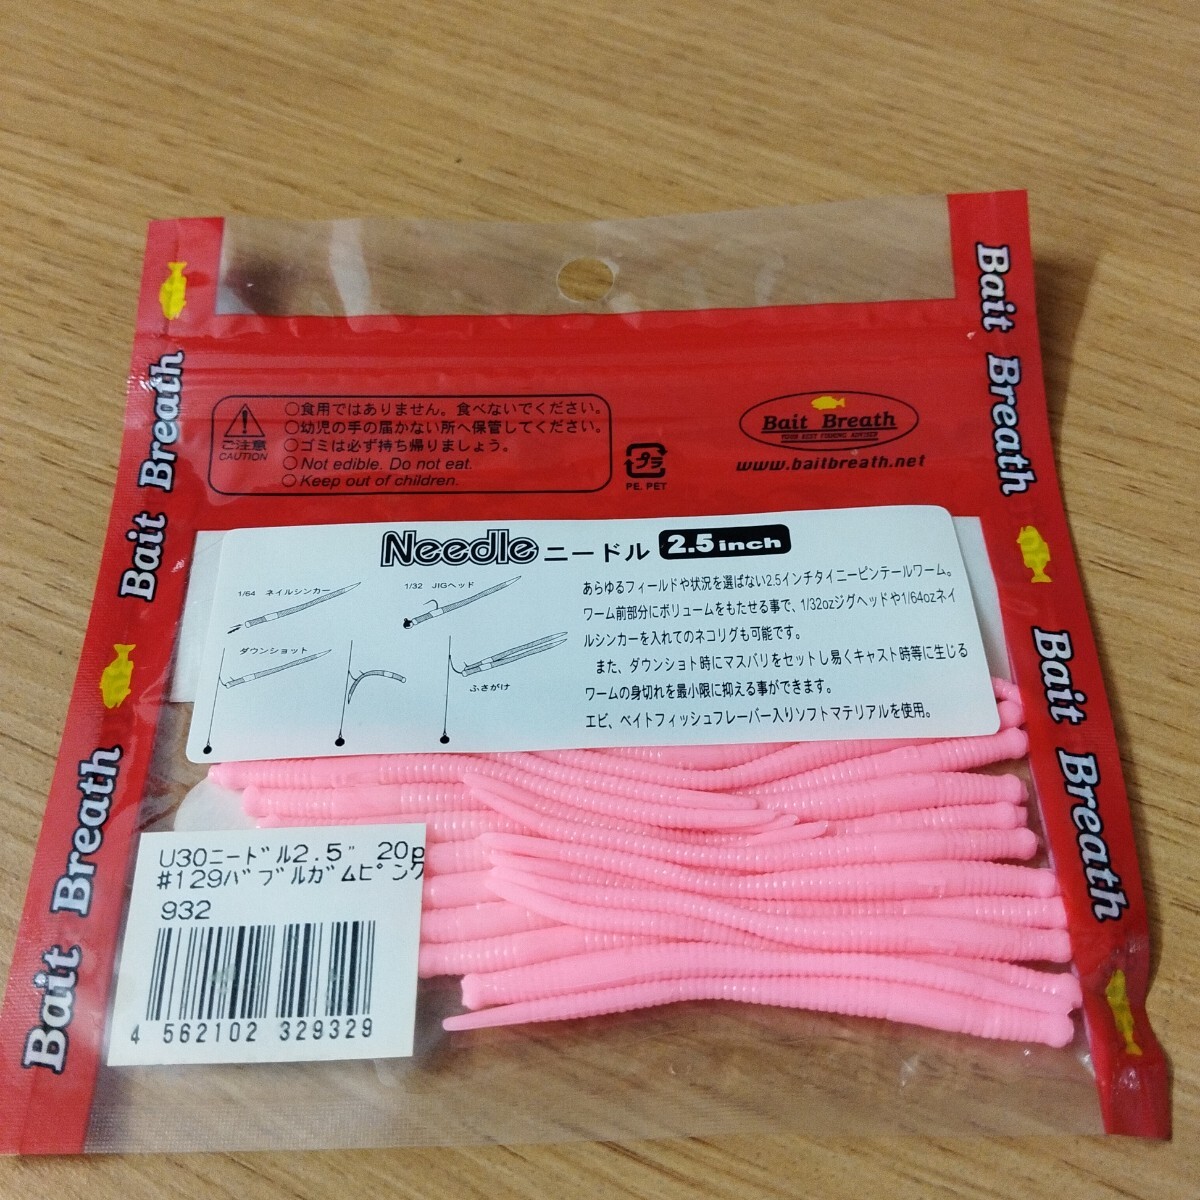 Bait Breath
Bait Breath
Bait Breath
Bait Breath
ご注意
CAUTION
○食用ではありません。食べないでください。
○幼児の手の届かない所へ保管してください。
○ゴミは必ず持ち帰りましょう。
○Not edible. Do not eat.
○Keep out of children.
プラ
PE. PET
Bait Breath
YOUR BEST FISHING ADVISER
www.baitbreath.net
Needle ニードル 2.5inch
1/64 ネイルシンカー
1/32 JIGヘッド
ダウンショット
ふさがけ
あらゆるフィールドや状況を選ばない2.5インチタイニーピンテールワーム。
ワーム前部分にボリュームをもたせる事で、1/32ozジグヘッドや1/64ozネイ
ルシンカーを入れてのネコリグも可能です。
また、ダウンショト時にマスバリをセットし易くキャスト時等に生じる
ワームの身切れを最小限に抑える事ができます。
エビ、ベイトフィッシュフレーバー入りソフトマテリアルを使用。
U30ニードル2.5" 20p
#129バブルガムピンク
932
4 562102 329329